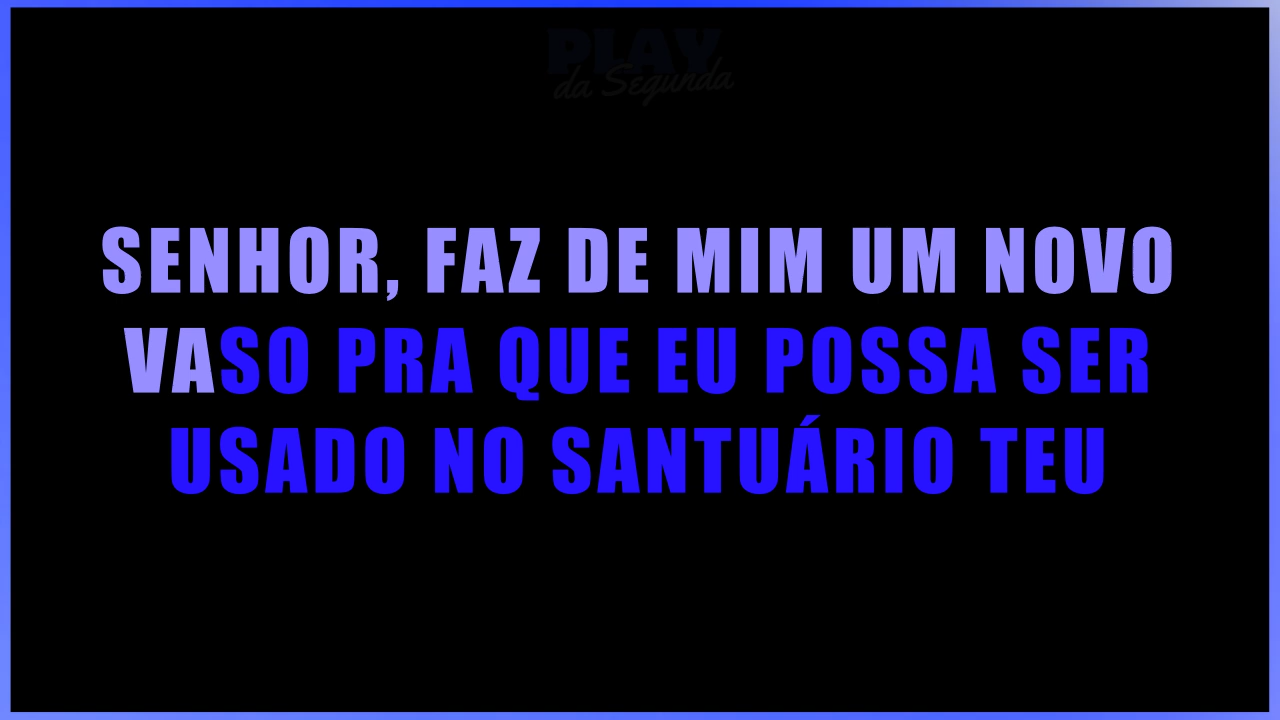 PLAY
da Segunda
SENHOR, FAZ DE MIM UM NOVO
VASO PRA QUE EU POSSA SER
USADO NO SANTUÁRIO TEU